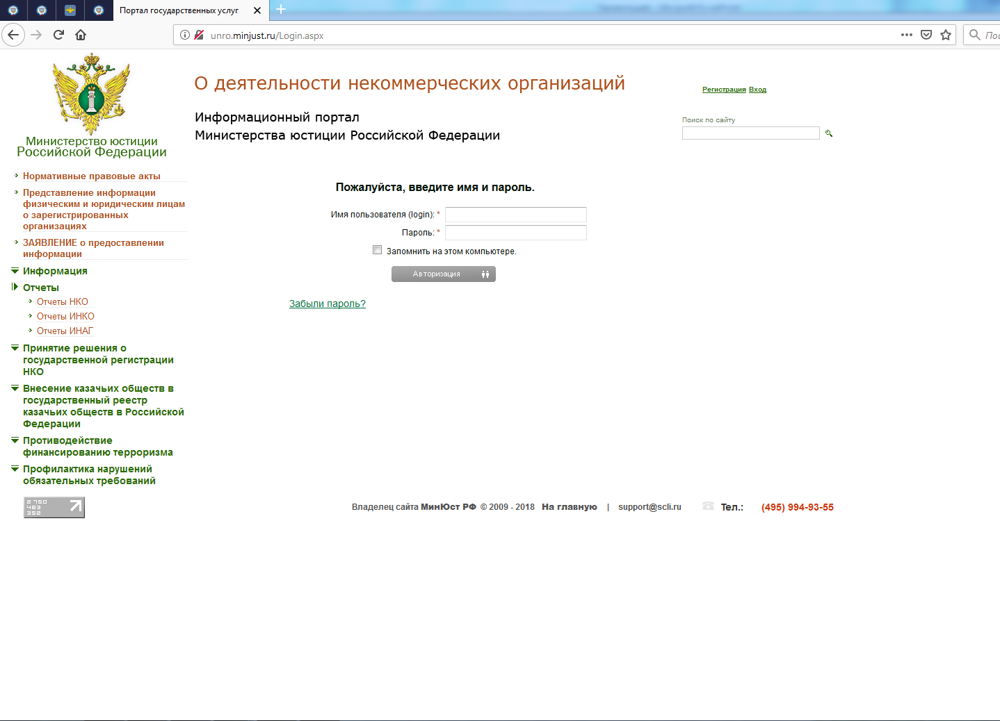 Портал государственных услуг
unro.minjust.ru/Login.aspx
Министерство юстиции
Российской Федерации
О деятельности некоммерческих организаций
Регистрация Вход
Информационный портал
Министерства юстиции Российской Федерации
Поиск по сайту
Нормативные правовые акты
Представление информации
физическим и юридическим лицам
о зарегистрированных
организациях
ЗАЯВЛЕНИЕ о предоставлении
информации
Информация
Отчеты
Отчеты НКО
Отчеты ИНКО
Отчеты ИНАГ
Принятие решения о
государственной регистрации
НКО
Внесение казачьих обществ в
государственный реестр
казачьих обществ в Российской
Федерации
Противодействие
финансированию терроризма
Профилактика нарушений
обязательных требований
2 750
483
352
Пожалуйста, введите имя и пароль.
Имя пользователя (login): *
Пароль: *
Запомнить на этом компьютере.
Авторизация
Забыли пароль?
Владелец сайта МинЮст РФ © 2009 - 2018 На главную | support@scli.ru Тел.: (495) 994-93-55